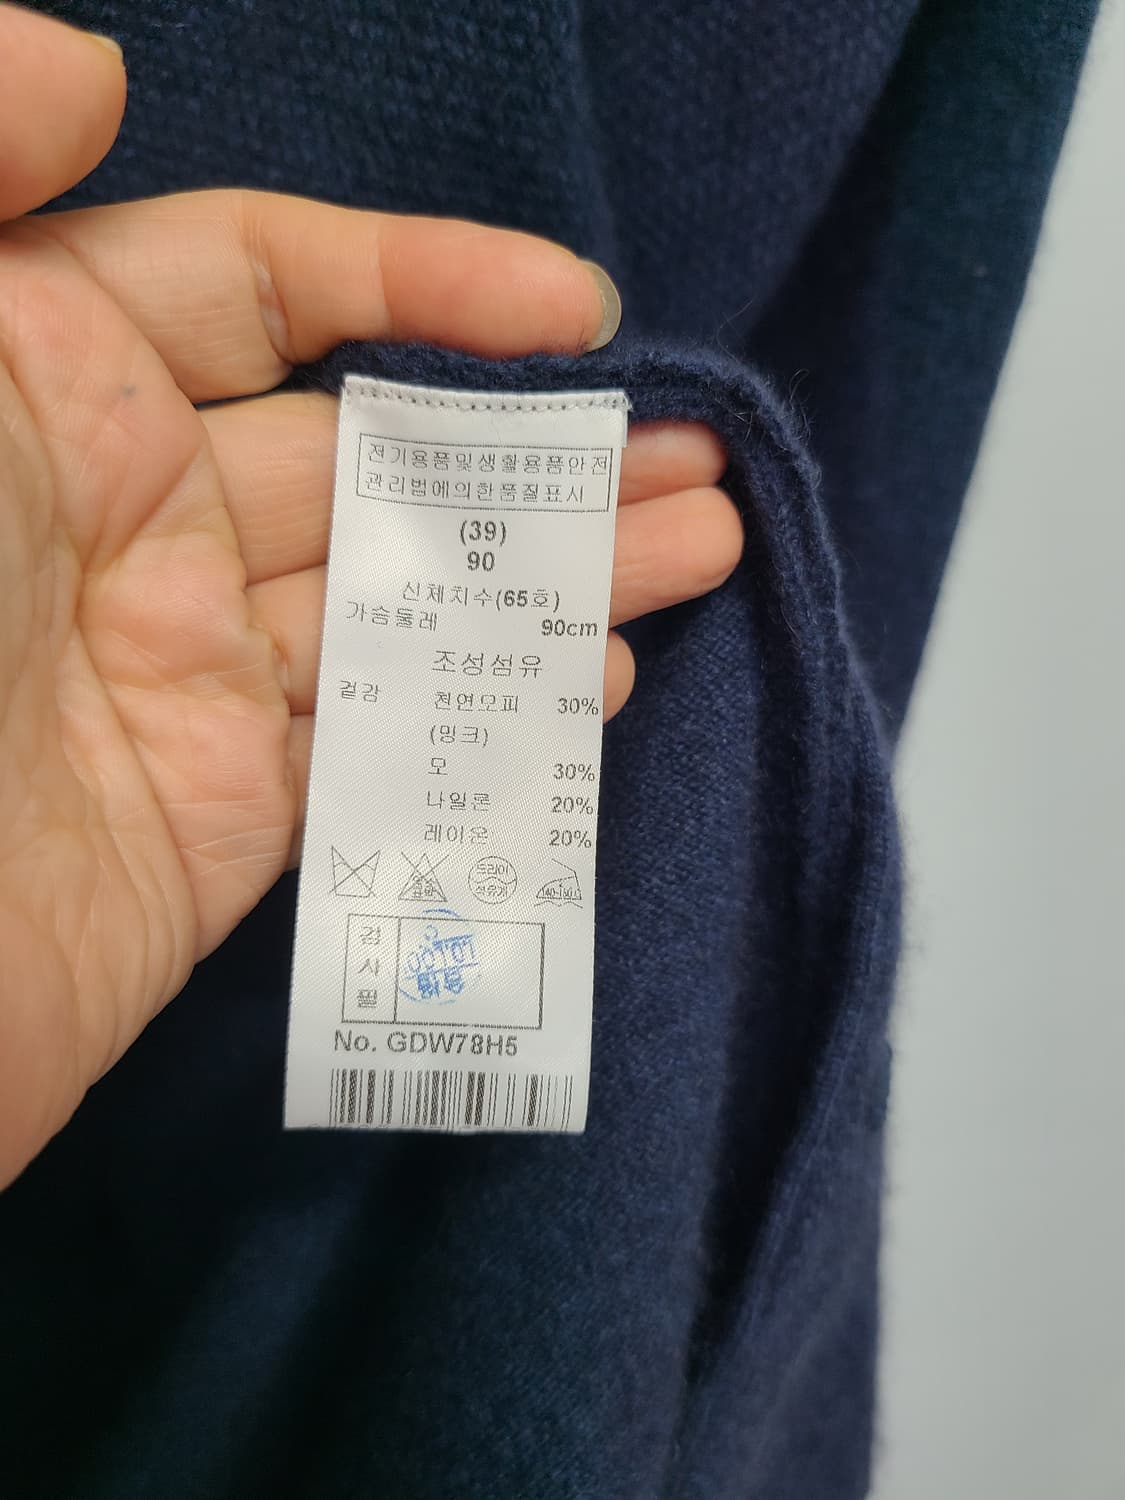 전기용품및생활용품안전
관리법에의한품질표시
(39)
90
신체치수(65호)
가슴둘레 90cm
조성섬유
겉감 천연모피 30%
(밍크)
모 30%
나일론 20%
레이온 20%
드라이
석유계
검
사
필
No. GDW78H5